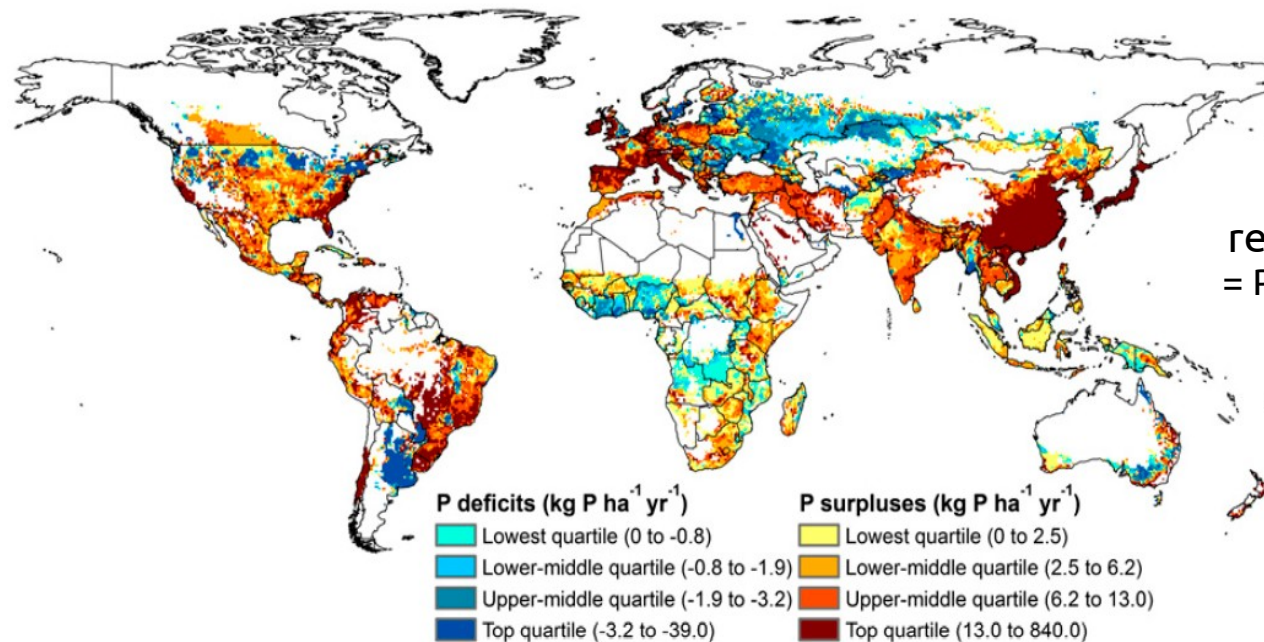 re
= P
P deficits (kg P ha⁻¹ yr⁻¹)
Lowest quartile (0 to -0.8)
Lower-middle quartile (-0.8 to -1.9)
Upper-middle quartile (-1.9 to -3.2)
Top quartile (-3.2 to -39.0)
P surpluses (kg P ha⁻¹ yr⁻¹)
Lowest quartile (0 to 2.5)
Lower-middle quartile (2.5 to 6.2)
Upper-middle quartile (6.2 to 13.0)
Top quartile (13.0 to 840.0)